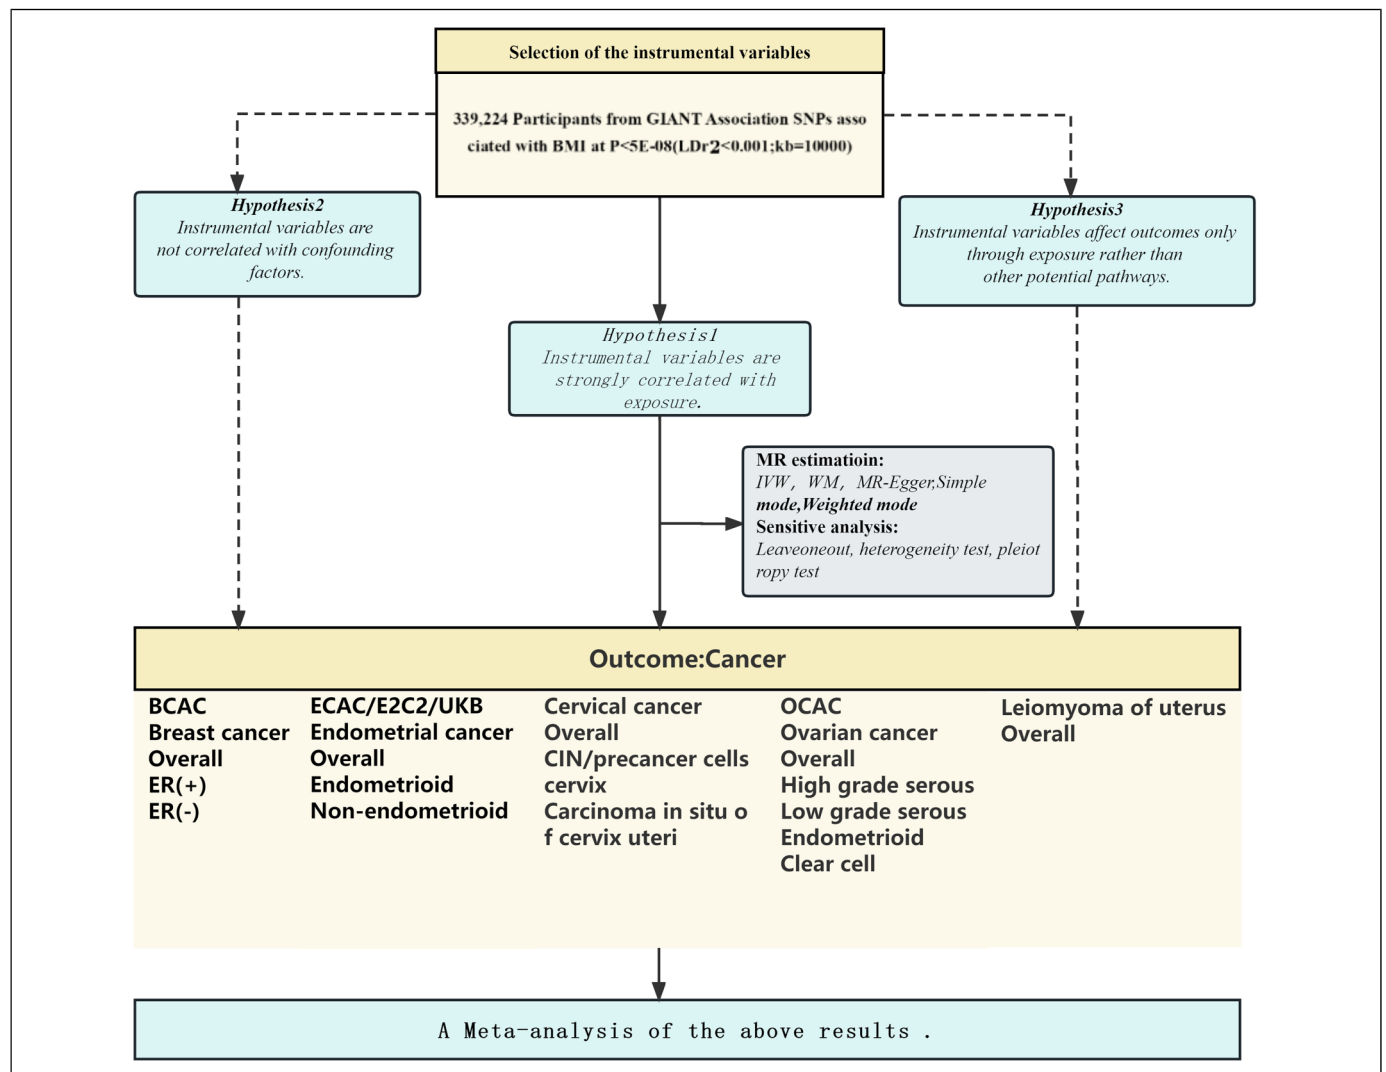 Selection of the instrumental variables
339,224 Participants from GIANT Association SNPs asso
ciated with BMI at P<5E-08(LDr2<0.001;kb=10000)
Hypothesis2
Instrumental variables are
not correlated with confounding
factors.
Hypothesis3
Instrumental variables affect outcomes only
through exposure rather than
other potential pathways.
Hypothesis1
Instrumental variables are
strongly correlated with
exposure.
MR estimatioin:
IVW, WM, MR-Egger,Simple
mode,Weighted mode
Sensitive analysis:
Leaveoneout, heterogeneity test, pleiot
ropy test
Outcome:Cancer
BCAC
Breast cancer
Overall
ER(+)
ER(-)
ECAC/E2C2/UKB
Endometrial cancer
Overall
Endometrioid
Non-endometrioid
Cervical cancer
Overall
CIN/precancer cells
cervix
Carcinoma in situ o
f cervix uteri
OCAC
Ovarian cancer
Overall
High grade serous
Low grade serous
Endometrioid
Clear cell
Leiomyoma of uterus
Overall
A Meta-analysis of the above results .